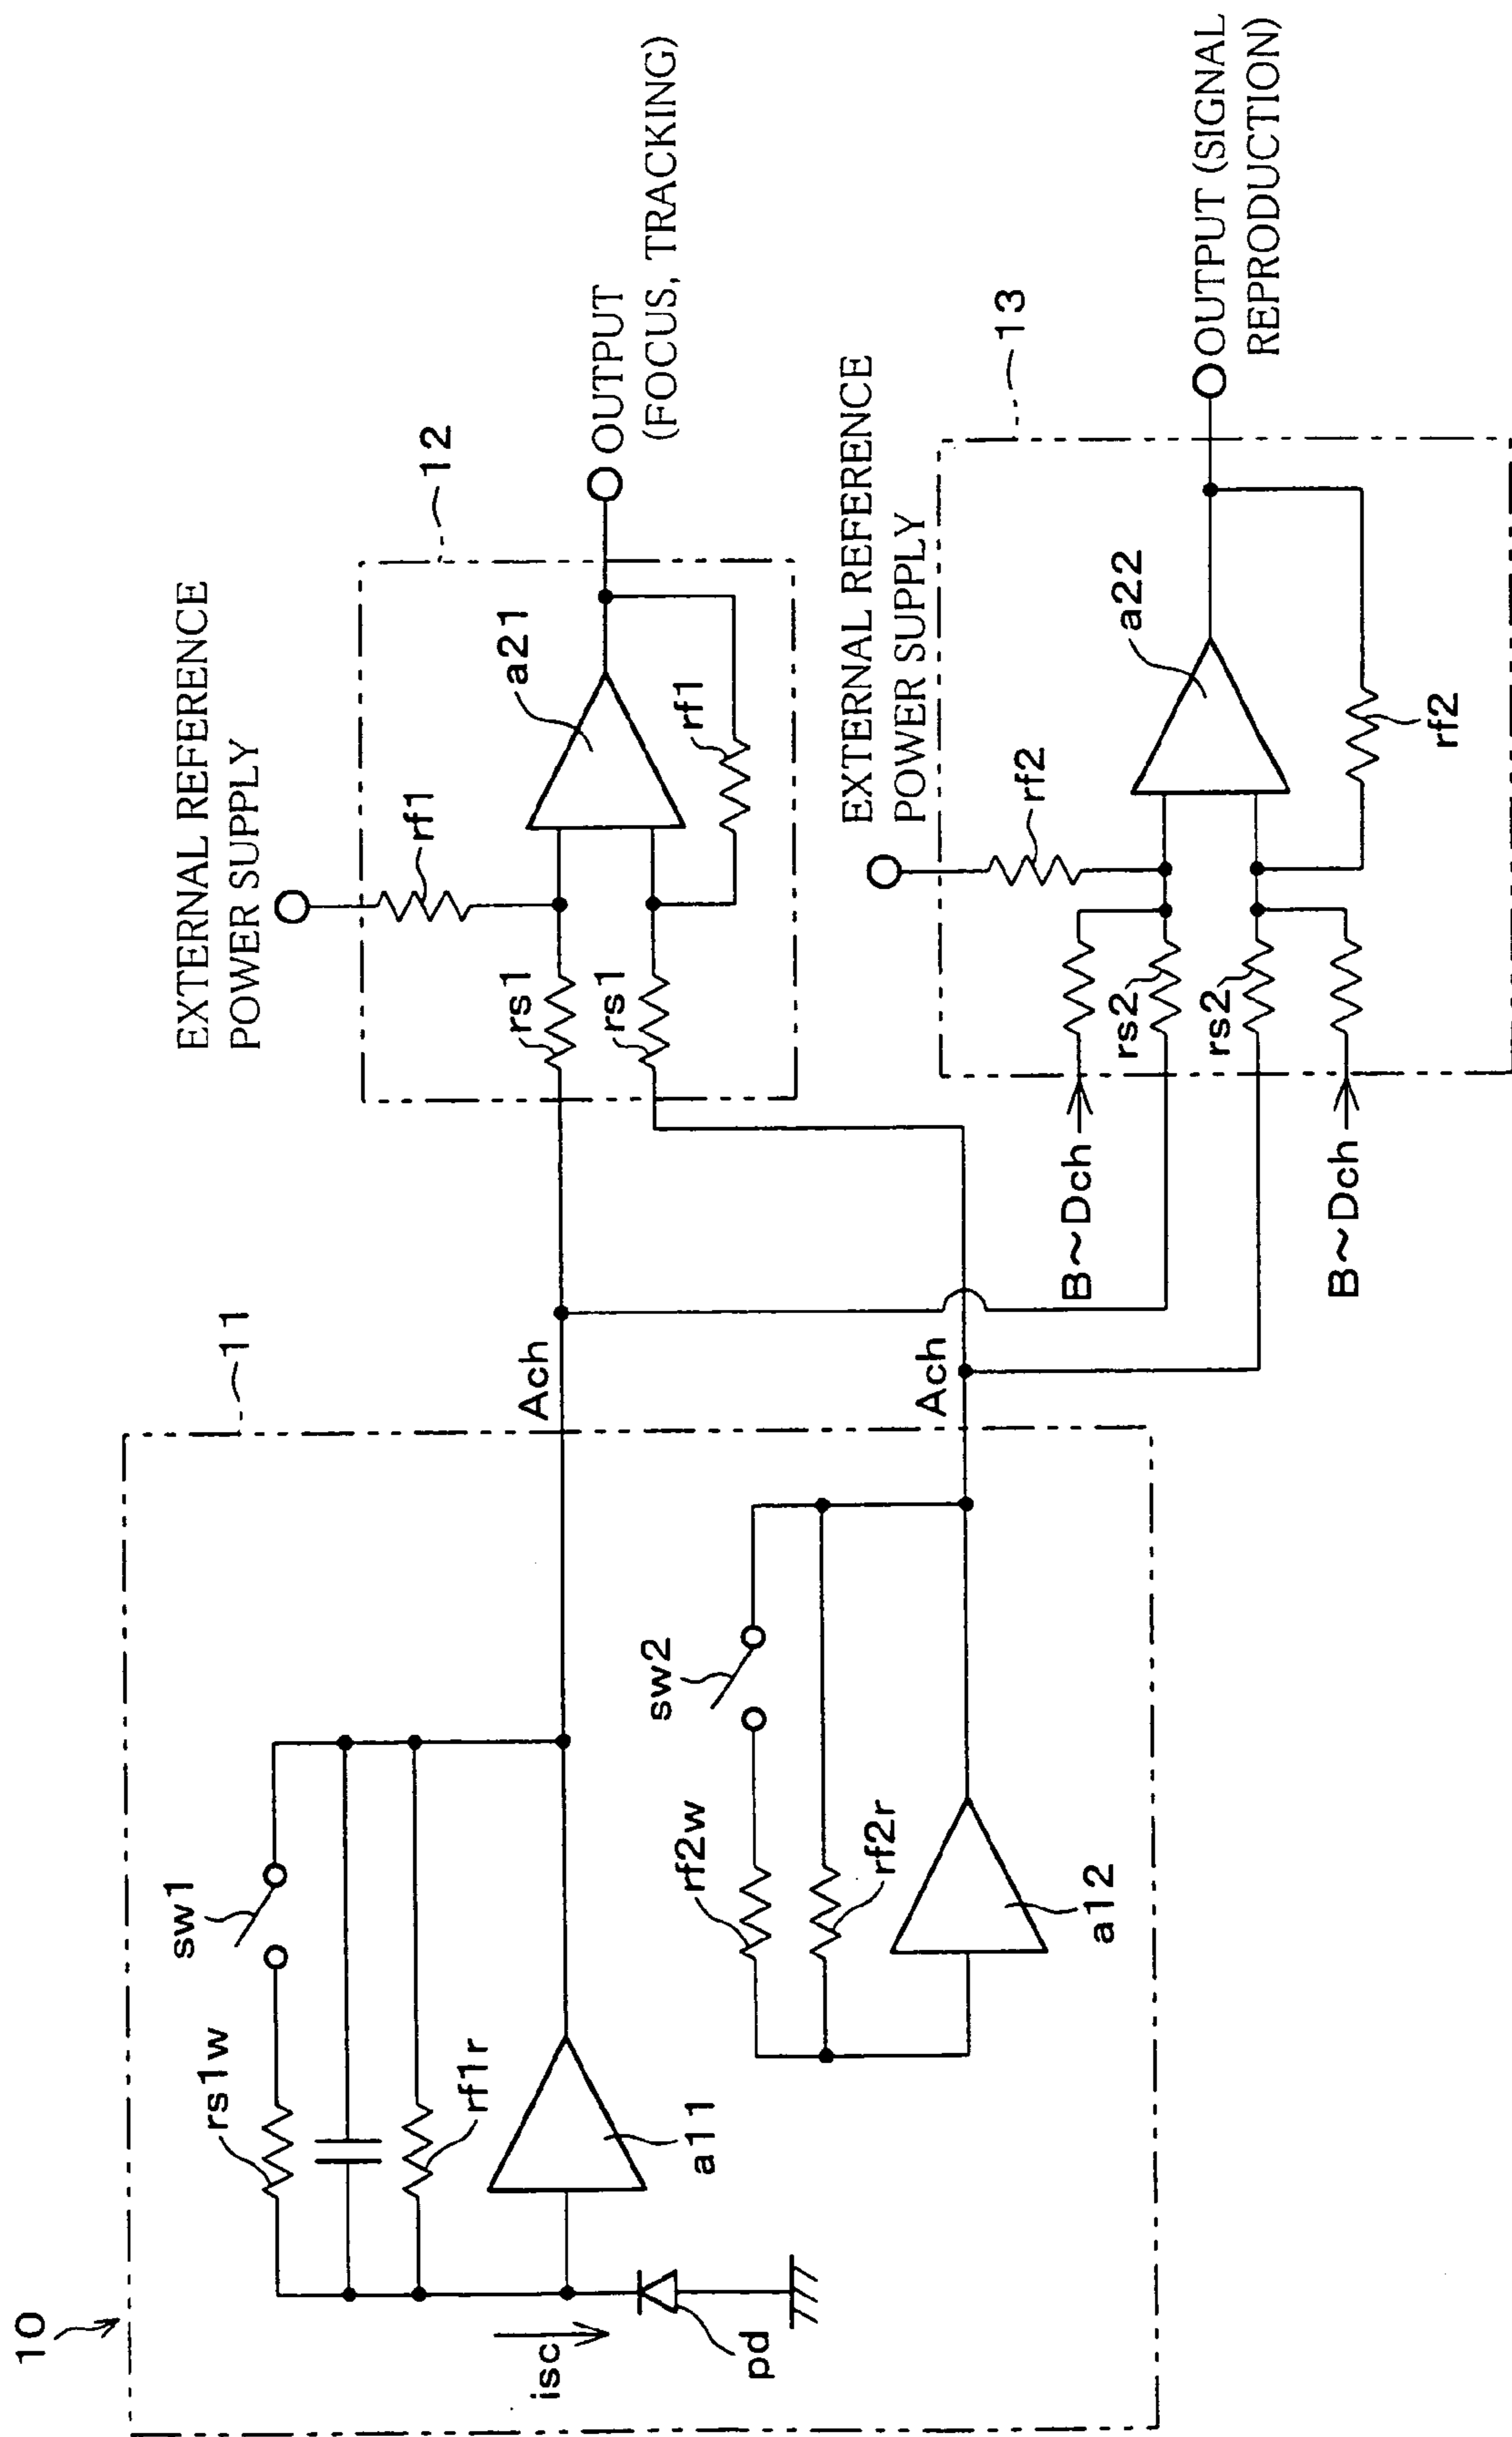 10
11
sw1
rs1w
rf1r
a11
isc
pd
sw2
rf2w
rf2r
a12
Ach
Ach
EXTERNAL REFERENCE
POWER SUPPLY
12
rf1
a21
rs1
rs1
rf1
OUTPUT
(FOCUS, TRACKING)
EXTERNAL REFERENCE
POWER SUPPLY
13
rf2
a22
B~Dch
rs2
rs2
B~Dch
rf2
OUTPUT (SIGNAL
REPRODUCTION)